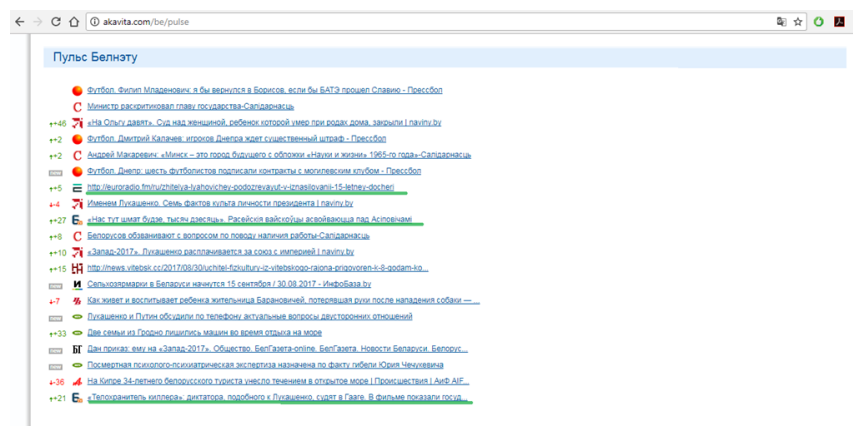 akavita.com/be/pulse
Пульс Белнэту
Футбол. Филип Младенович: я бы вернулся в Борисов, если бы БАТЭ прошел Славию - Прессбол
Министр раскритиковал главу государства-Салідарнасць
+46 «На Ольгу давят». Суд над женщиной, ребенок которой умер при родах дома, закрыли | naviny.by
+2 Футбол. Дмитрий Калачев: игроков Днепра ждет существенный штраф - Прессбол
+2 Андрей Макаревич: «Минск – это город будущего с обложки «Науки и жизни» 1965-го года»-Салідарнасць
new Футбол. Днепр: шесть футболистов подписали контракты с могилевским клубом - Прессбол
+5 http://euroradio.fm/ru/zhitelya-lyahovichey-podozrevayut-v-iznasilovanii-15-letney-docheri
-4 Именем Лукашенко. Семь фактов культа личности президента | naviny.by
+27 «Нас тут шмат будзе, тысяч дзесяць». Расейскія вайскоўцы асвойваюцца пад Асіповічамі
+8 Белорусов обзванивают с вопросом по поводу наличия работы-Салідарнасць
+10 «Запад-2017». Лукашенко расплачивается за союз с империей | naviny.by
+15 http://news.vitebsk.cc/2017/08/30/uchitel-fizkultury-iz-vitebskogo-raiona-prigovoren-k-8-godam-ko...
new Сельхозярмарки в Беларуси начнутся 15 сентября / 30.08.2017 - ИнфоБаза.by
-7 Как живет и воспитывает ребенка жительница Барановичей, потерявшая руки после нападения собаки — ...
new Лукашенко и Путин обсудили по телефону актуальные вопросы двусторонних отношений
+33 Две семьи из Гродно лишились машин во время отдыха на море
new БГ Дан приказ: ему на «Запад-2017». Общество. БелГазета-online. БелГазета. Новости Беларуси. Белорус...
new Посмертная психолого-психиатрическая экспертиза назначена по факту гибели Юрия Чечукевича
-36 На Кипре 34-летнего белорусского туриста унесло течением в открытое море | Происшествия | АиФ AIF...
+21 «Телохранитель киллера»: диктатора, подобного к Лукашенко, судят в Гааге. В фильме показали госуд...